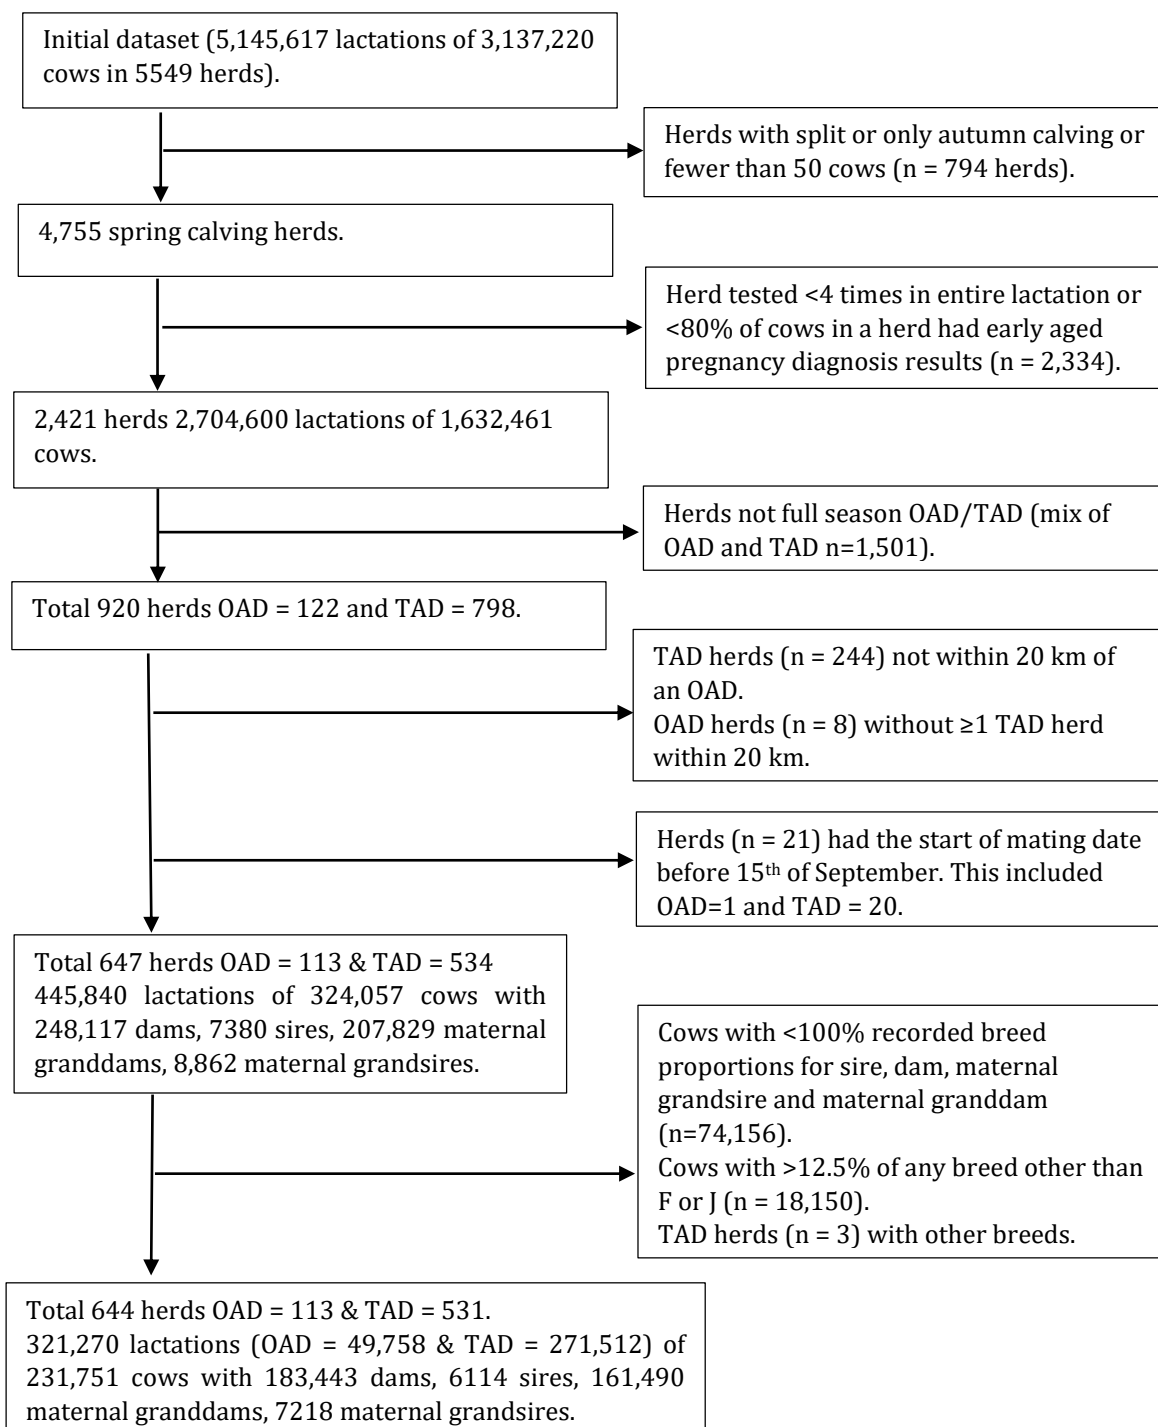 Initial dataset (5,145,617 lactations of 3,137,220
cows in 5549 herds).
Herds with split or only autumn calving or
fewer than 50 cows (n = 794 herds).
4,755 spring calving herds.
Herd tested <4 times in entire lactation or
<80% of cows in a herd had early aged
pregnancy diagnosis results (n = 2,334).
2,421 herds 2,704,600 lactations of 1,632,461
cows.
Herds not full season OAD/TAD (mix of
OAD and TAD n=1,501).
Total 920 herds OAD = 122 and TAD = 798.
TAD herds (n = 244) not within 20 km of
an OAD.
OAD herds (n = 8) without ≥1 TAD herd
within 20 km.
Herds (n = 21) had the start of mating date
before 15th of September. This included
OAD=1 and TAD = 20.
Total 647 herds OAD = 113 & TAD = 534
445,840 lactations of 324,057 cows with
248,117 dams, 7380 sires, 207,829 maternal
granddams, 8,862 maternal grandsires.
Cows with <100% recorded breed
proportions for sire, dam, maternal
grandsire and maternal granddam
(n=74,156).
Cows with >12.5% of any breed other than
F or J (n = 18,150).
TAD herds (n = 3) with other breeds.
Total 644 herds OAD = 113 & TAD = 531.
321,270 lactations (OAD = 49,758 & TAD = 271,512) of
231,751 cows with 183,443 dams, 6114 sires, 161,490
maternal granddams, 7218 maternal grandsires.